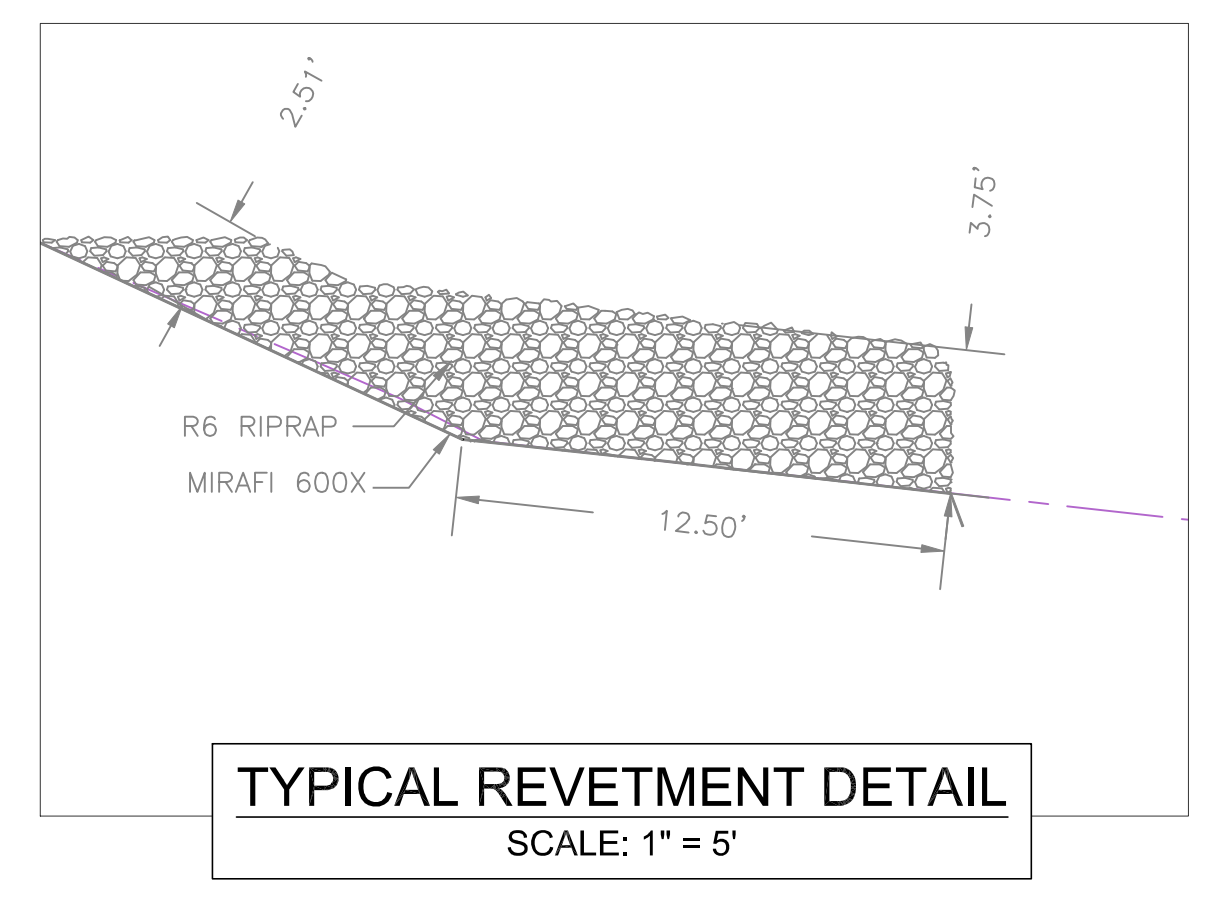 2.51'
3.75'
R6 RIPRAP
MIRAFI 600X
12.50'
TYPICAL REVETMENT DETAIL
SCALE: 1" = 5'